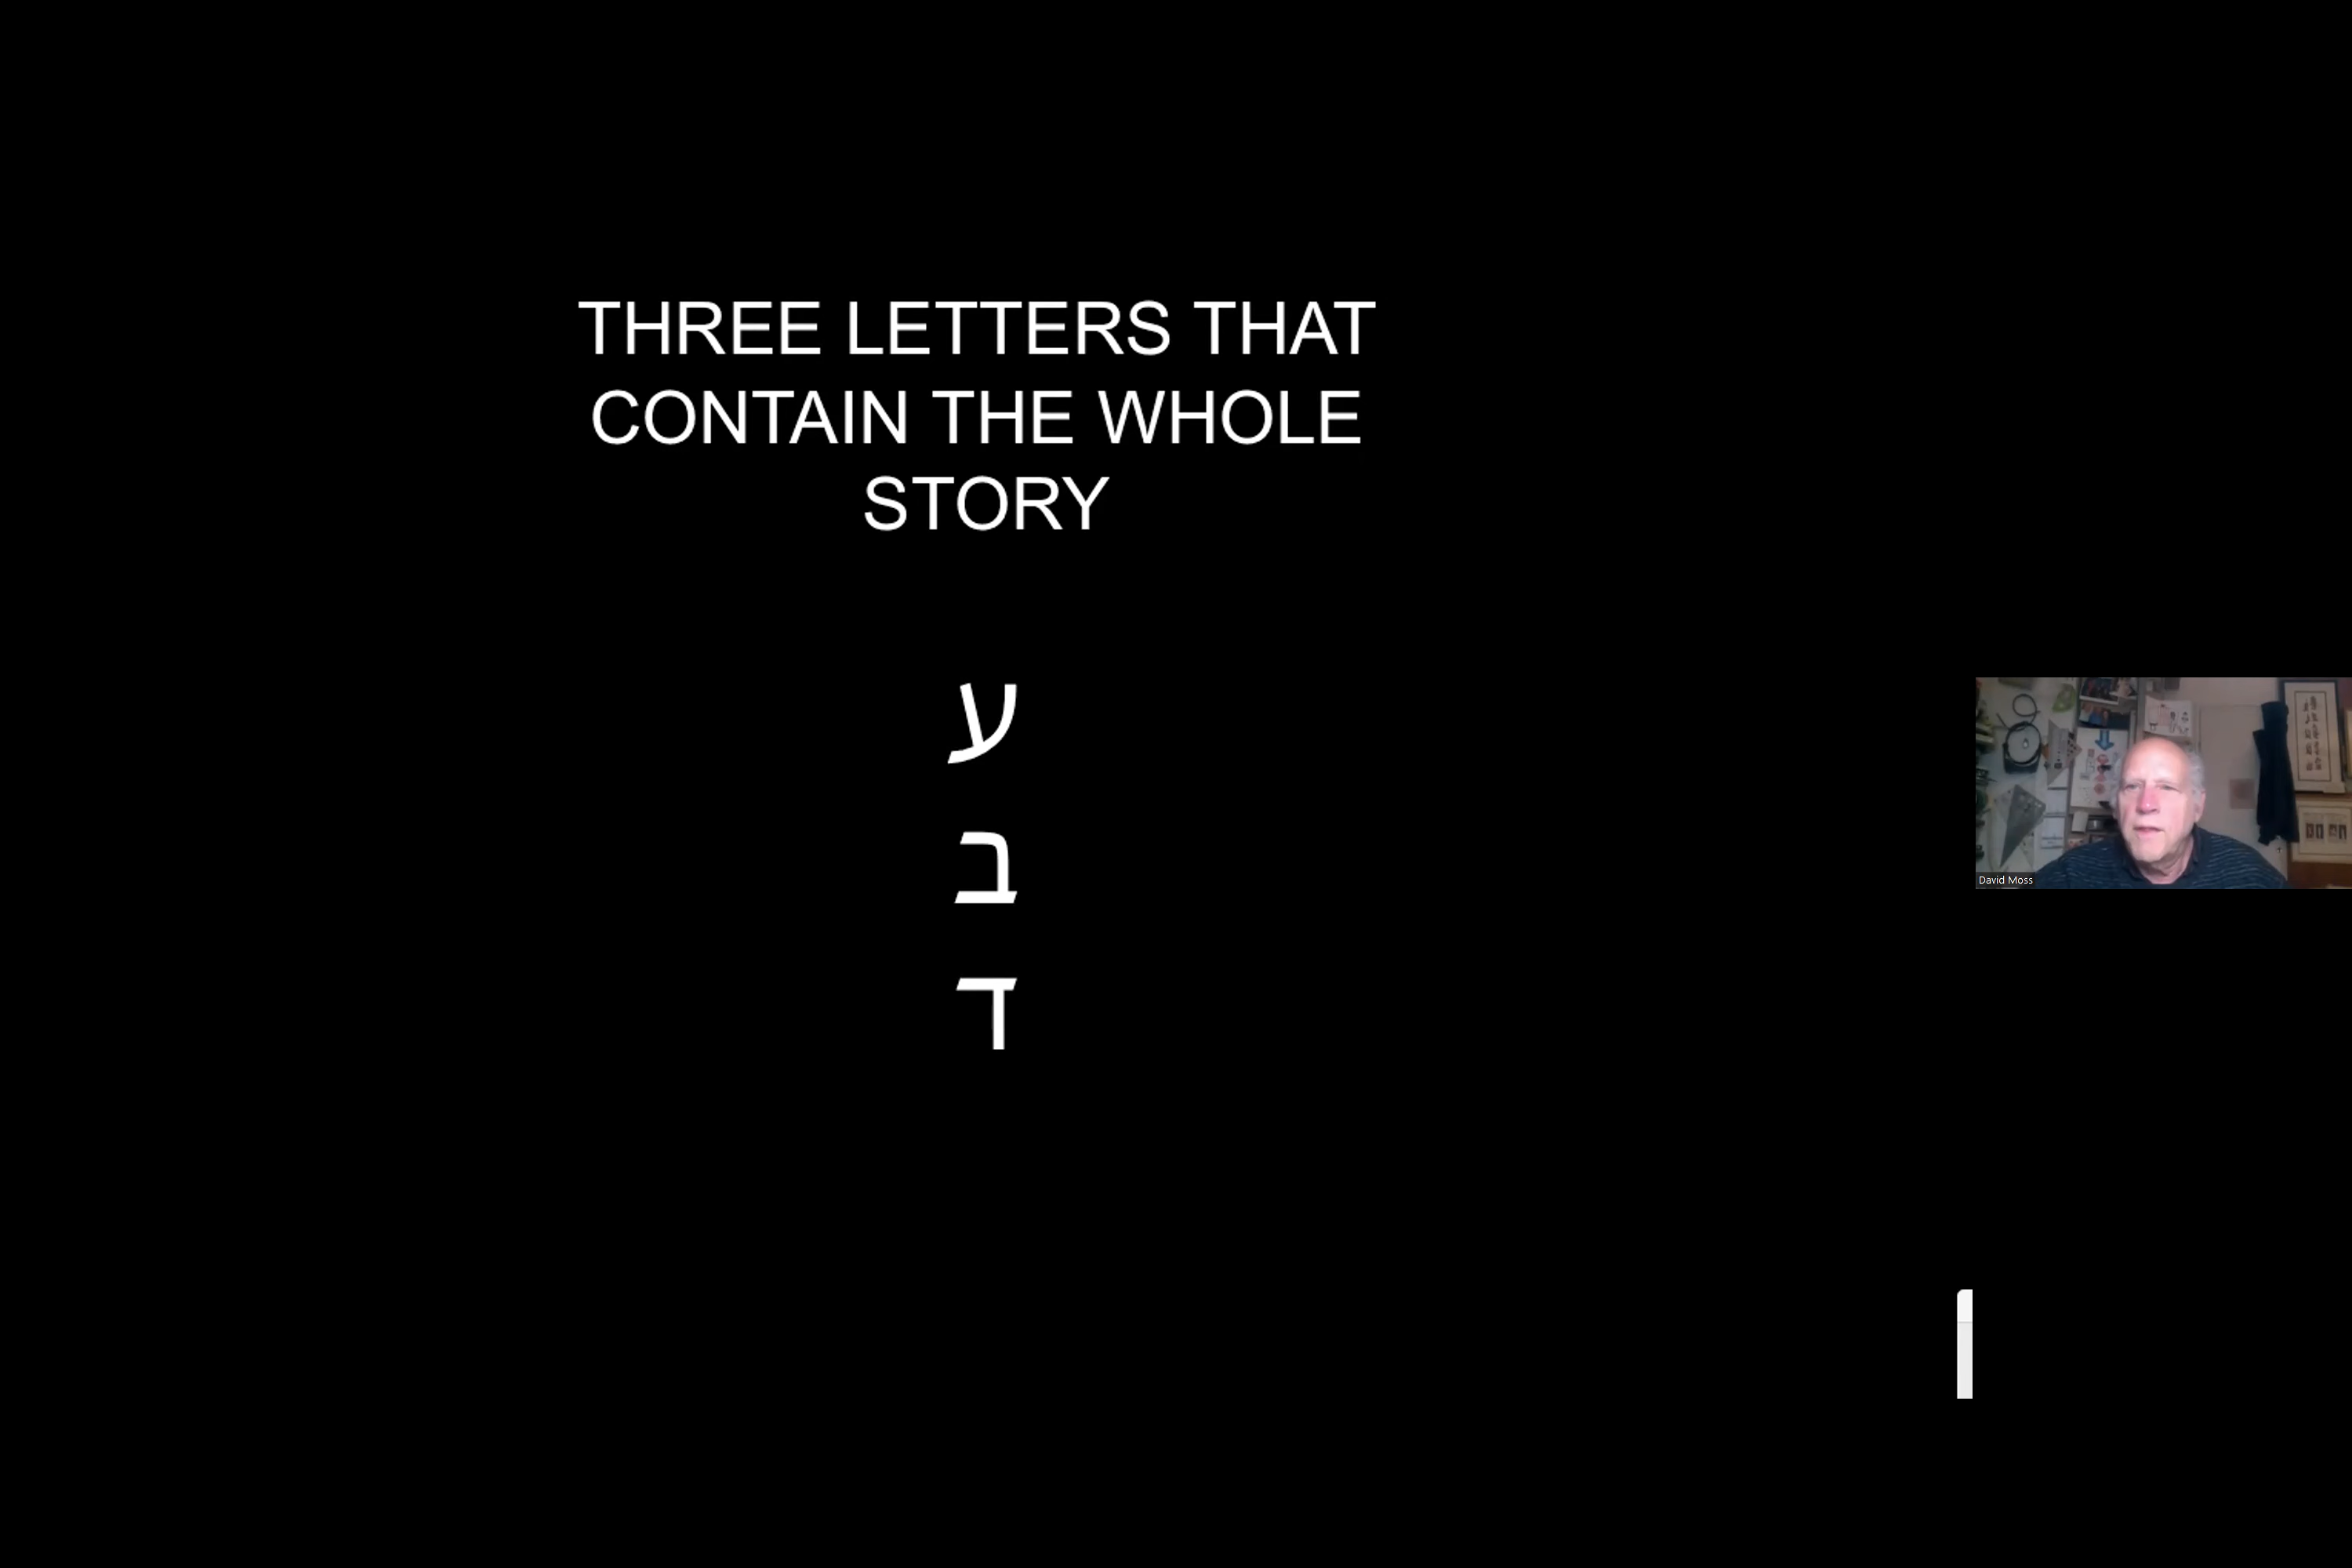 THREE LETTERS THAT
CONTAIN THE WHOLE
STORY
ע
ב
ד
David Moss